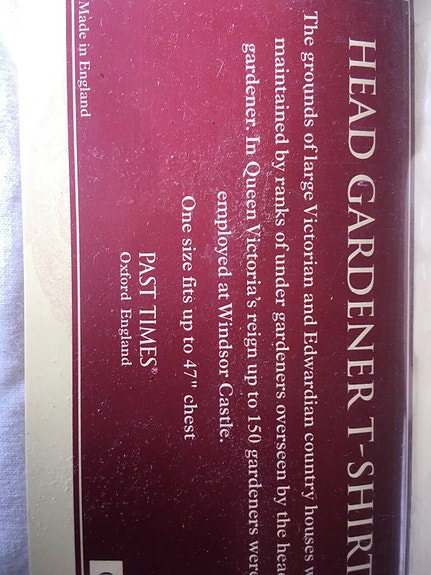 HEAD GARDENER T-SHIRT
The grounds of large Victorian and Edwardian country houses w
maintained by ranks of under gardeners overseen by the head
gardener. In Queen Victoria's reign up to 150 gardeners were
employed at Windsor Castle.
One size fits up to 47" chest
PAST TIMES®
Oxford England
Made in England